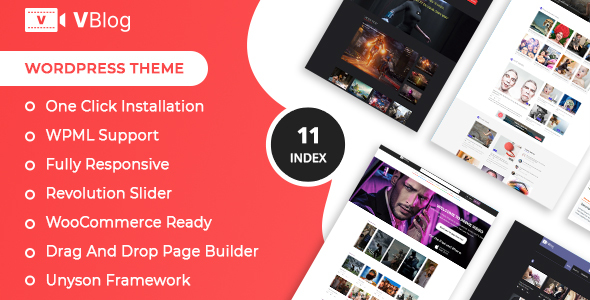 V
VBlog
WORDPRESS THEME
One Click Installation
WPML Support
Fully Responsive
Revolution Slider
WooCommerce Ready
Drag And Drop Page Builder
Unyson Framework
11
INDEX